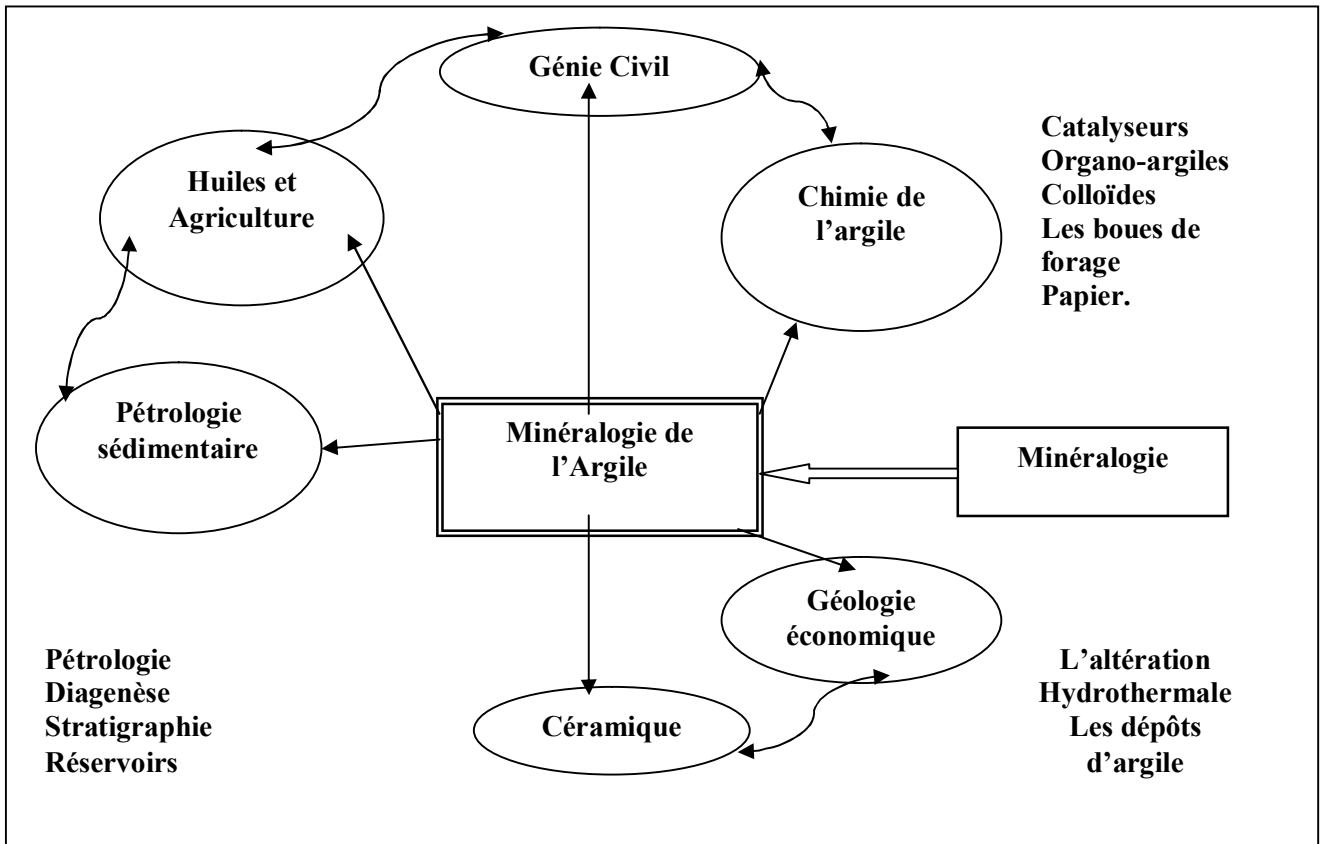 Génie Civil
Huiles et
Agriculture
Chimie de
l’argile
Catalyseurs
Organo-argiles
Colloïdes
Les boues de
forage
Papier.
Pétrologie
sédimentaire
Minéralogie de
l’Argile
Minéralogie
Géologie
économique
Céramique
Pétrologie
Diagenèse
Stratigraphie
Réservoirs
L’altération
Hydrothermale
Les dépôts
d’argile